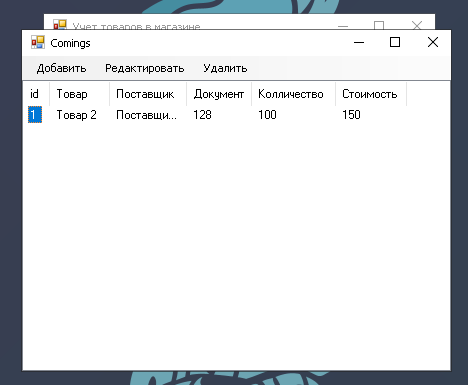 Учет товаров в магазине
Comings
Добавить Редактировать Удалить
id Товар Поставщик Документ Колличество Стоимость
1 Товар 2 Поставщи... 128 100 150